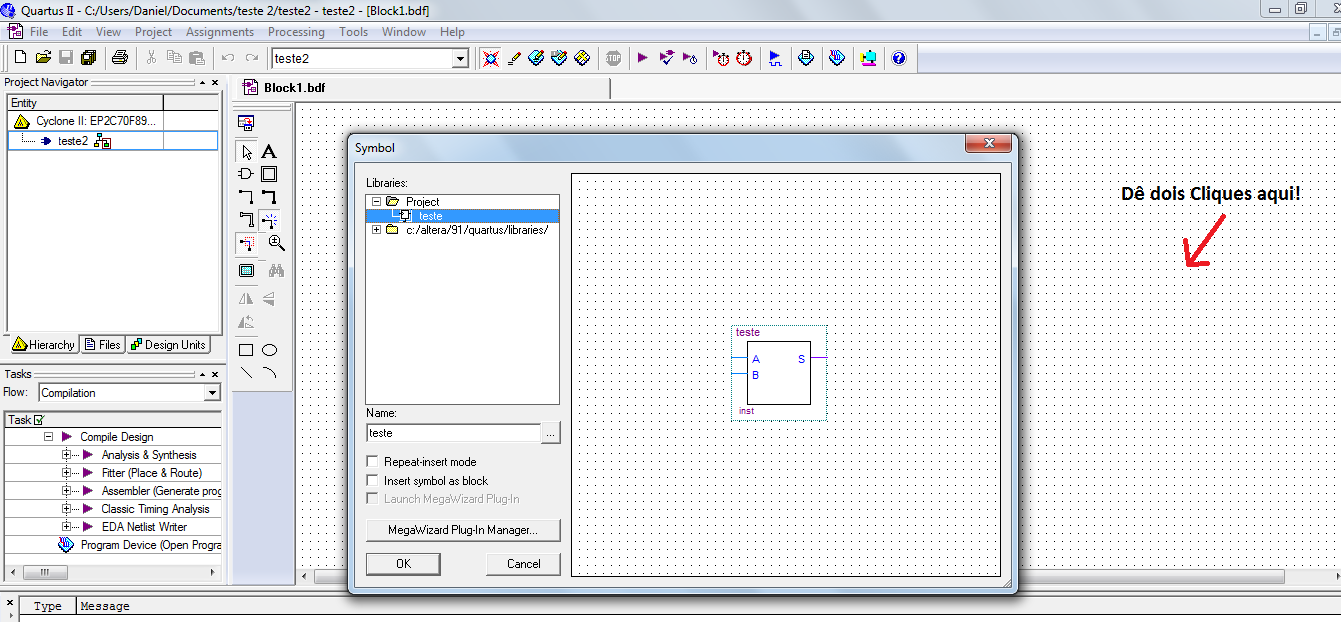 Quartus II - C:/Users/Daniel/Documents/teste 2/teste2 - teste2 - [Block1.bdf]
File Edit View Project Assignments Processing Tools Window Help
teste2
STOP
Project Navigator
Entity
Cyclone II: EP2C70F89...
teste2
Hierarchy Files Design Units
Tasks
Flow: Compilation
Task
Compile Design
Analysis & Synthesis
Fitter (Place & Route)
Assembler (Generate prog
Classic Timing Analysis
EDA Netlist Writer
Program Device (Open Progra
Block1.bdf
A
Symbol
Libraries:
Project
teste
c:/altera/91/quartus/libraries/
Name:
teste
...
Repeat-insert mode
Insert symbol as block
Launch MegaWizard Plug-In
MegaWizard Plug-In Manager...
OK Cancel
teste
A S
B
inst
Dê dois Cliques aqui!
Type Message